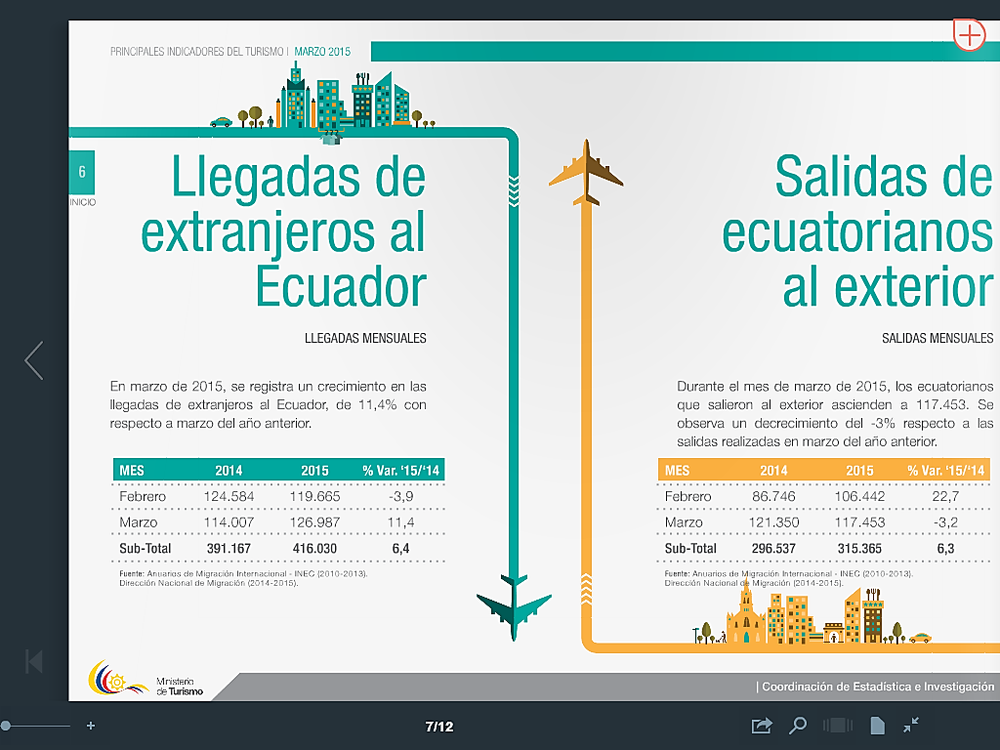 PRINCIPALES INDICADORES DEL TURISMO | MARZO 2015
6
INICIO
Llegadas de
extranjeros al
Ecuador
LLEGADAS MENSUALES
En marzo de 2015, se registra un crecimiento en las
llegadas de extranjeros al Ecuador, de 11,4% con
respecto a marzo del año anterior.
MES 2014 2015 % Var. '15/'14
Febrero 124.584 119.665 -3,9
Marzo 114.007 126.987 11,4
Sub-Total 391.167 416.030 6,4
Fuente: Anuarios de Migración Internacional - INEC (2010-2013).
Dirección Nacional de Migración (2014-2015).
Salidas de
ecuatorianos
al exterior
SALIDAS MENSUALES
Durante el mes de marzo de 2015, los ecuatorianos
que salieron al exterior ascienden a 117.453. Se
observa un decrecimiento del -3% respecto a las
salidas realizadas en marzo del año anterior.
MES 2014 2015 % Var. '15/'14
Febrero 86.746 106.442 22,7
Marzo 121.350 117.453 -3,2
Sub-Total 296.537 315.365 6,3
Fuente: Anuarios de Migración Internacional - INEC (2010-2013).
Dirección Nacional de Migración (2014-2015).
Ministerio
de Turismo
| Coordinación de Estadística e Investigación
7/12